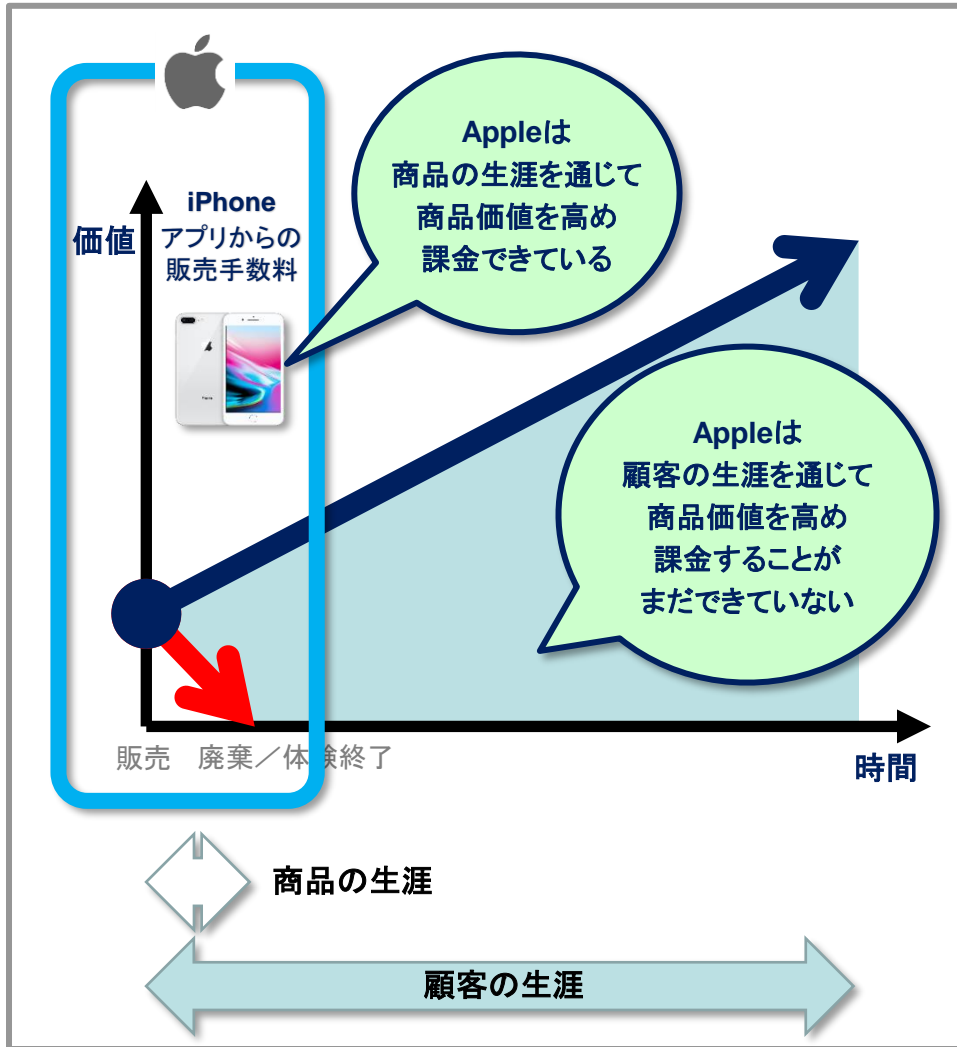 Appleは
商品の生涯を通じて
商品価値を高め
課金できている
価値
iPhone
アプリからの
販売手数料
Appleは
顧客の生涯を通じて
商品価値を高め
課金することが
まだできていない
販売 廃棄／体験終了
時間
商品の生涯
顧客の生涯